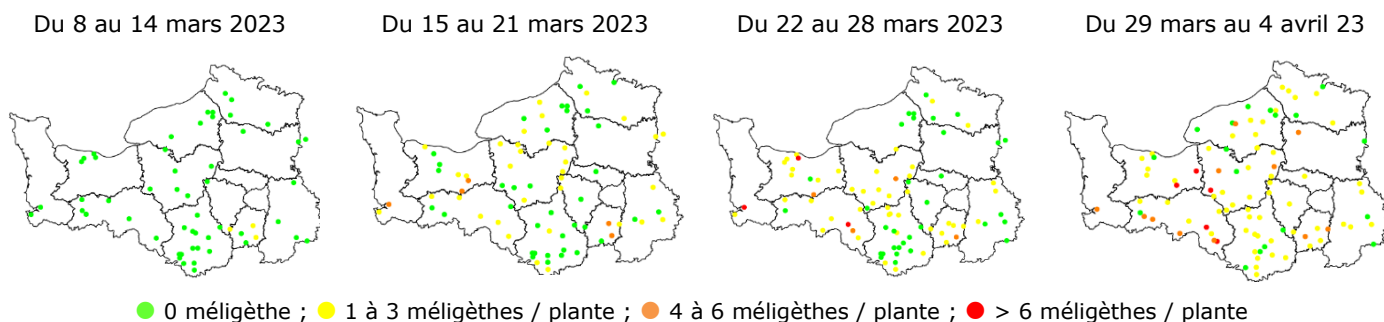 Du 8 au 14 mars 2023
Du 15 au 21 mars 2023
Du 22 au 28 mars 2023
Du 29 mars au 4 avril 23
0 méligèthe ; 1 à 3 méligèthes / plante ; 4 à 6 méligèthes / plante ; > 6 méligèthes / plante